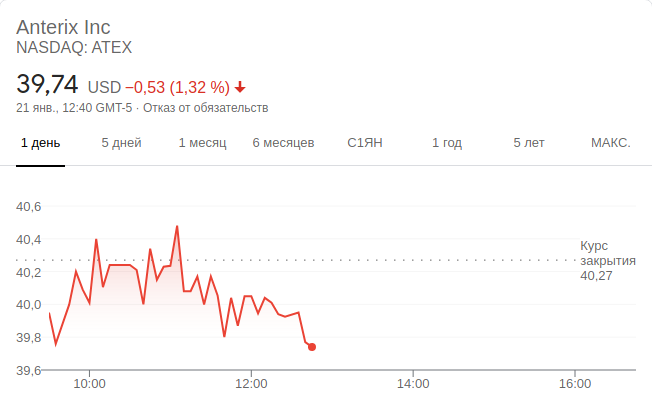 Anterix Inc
NASDAQ: ATEX
39,74 USD −0,53 (1,32 %)
21 янв., 12:40 GMT-5 · Отказ от обязательств
1 день 5 дней 1 месяц 6 месяцев С1ЯН 1 год 5 лет МАКС.
40,6
40,4
Курс
закрытия
40,27
40,2
40,0
39,8
39,6
10:00 12:00 14:00 16:00